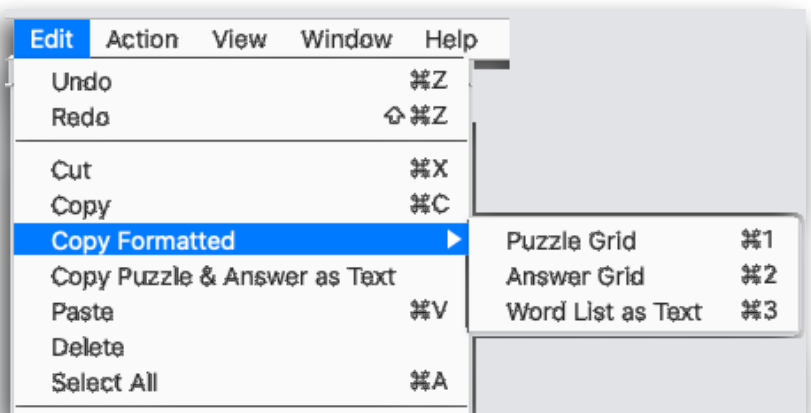 Edit Action View Window Help
Undo ⌘Z
Redo ⇧⌘Z
Cut ⌘X
Copy ⌘C
Copy Formatted ▶
Puzzle Grid ⌘1
Copy Puzzle & Answer as Text
Answer Grid ⌘2
Paste ⌘V
Word List as Text ⌘3
Delete
Select All ⌘A